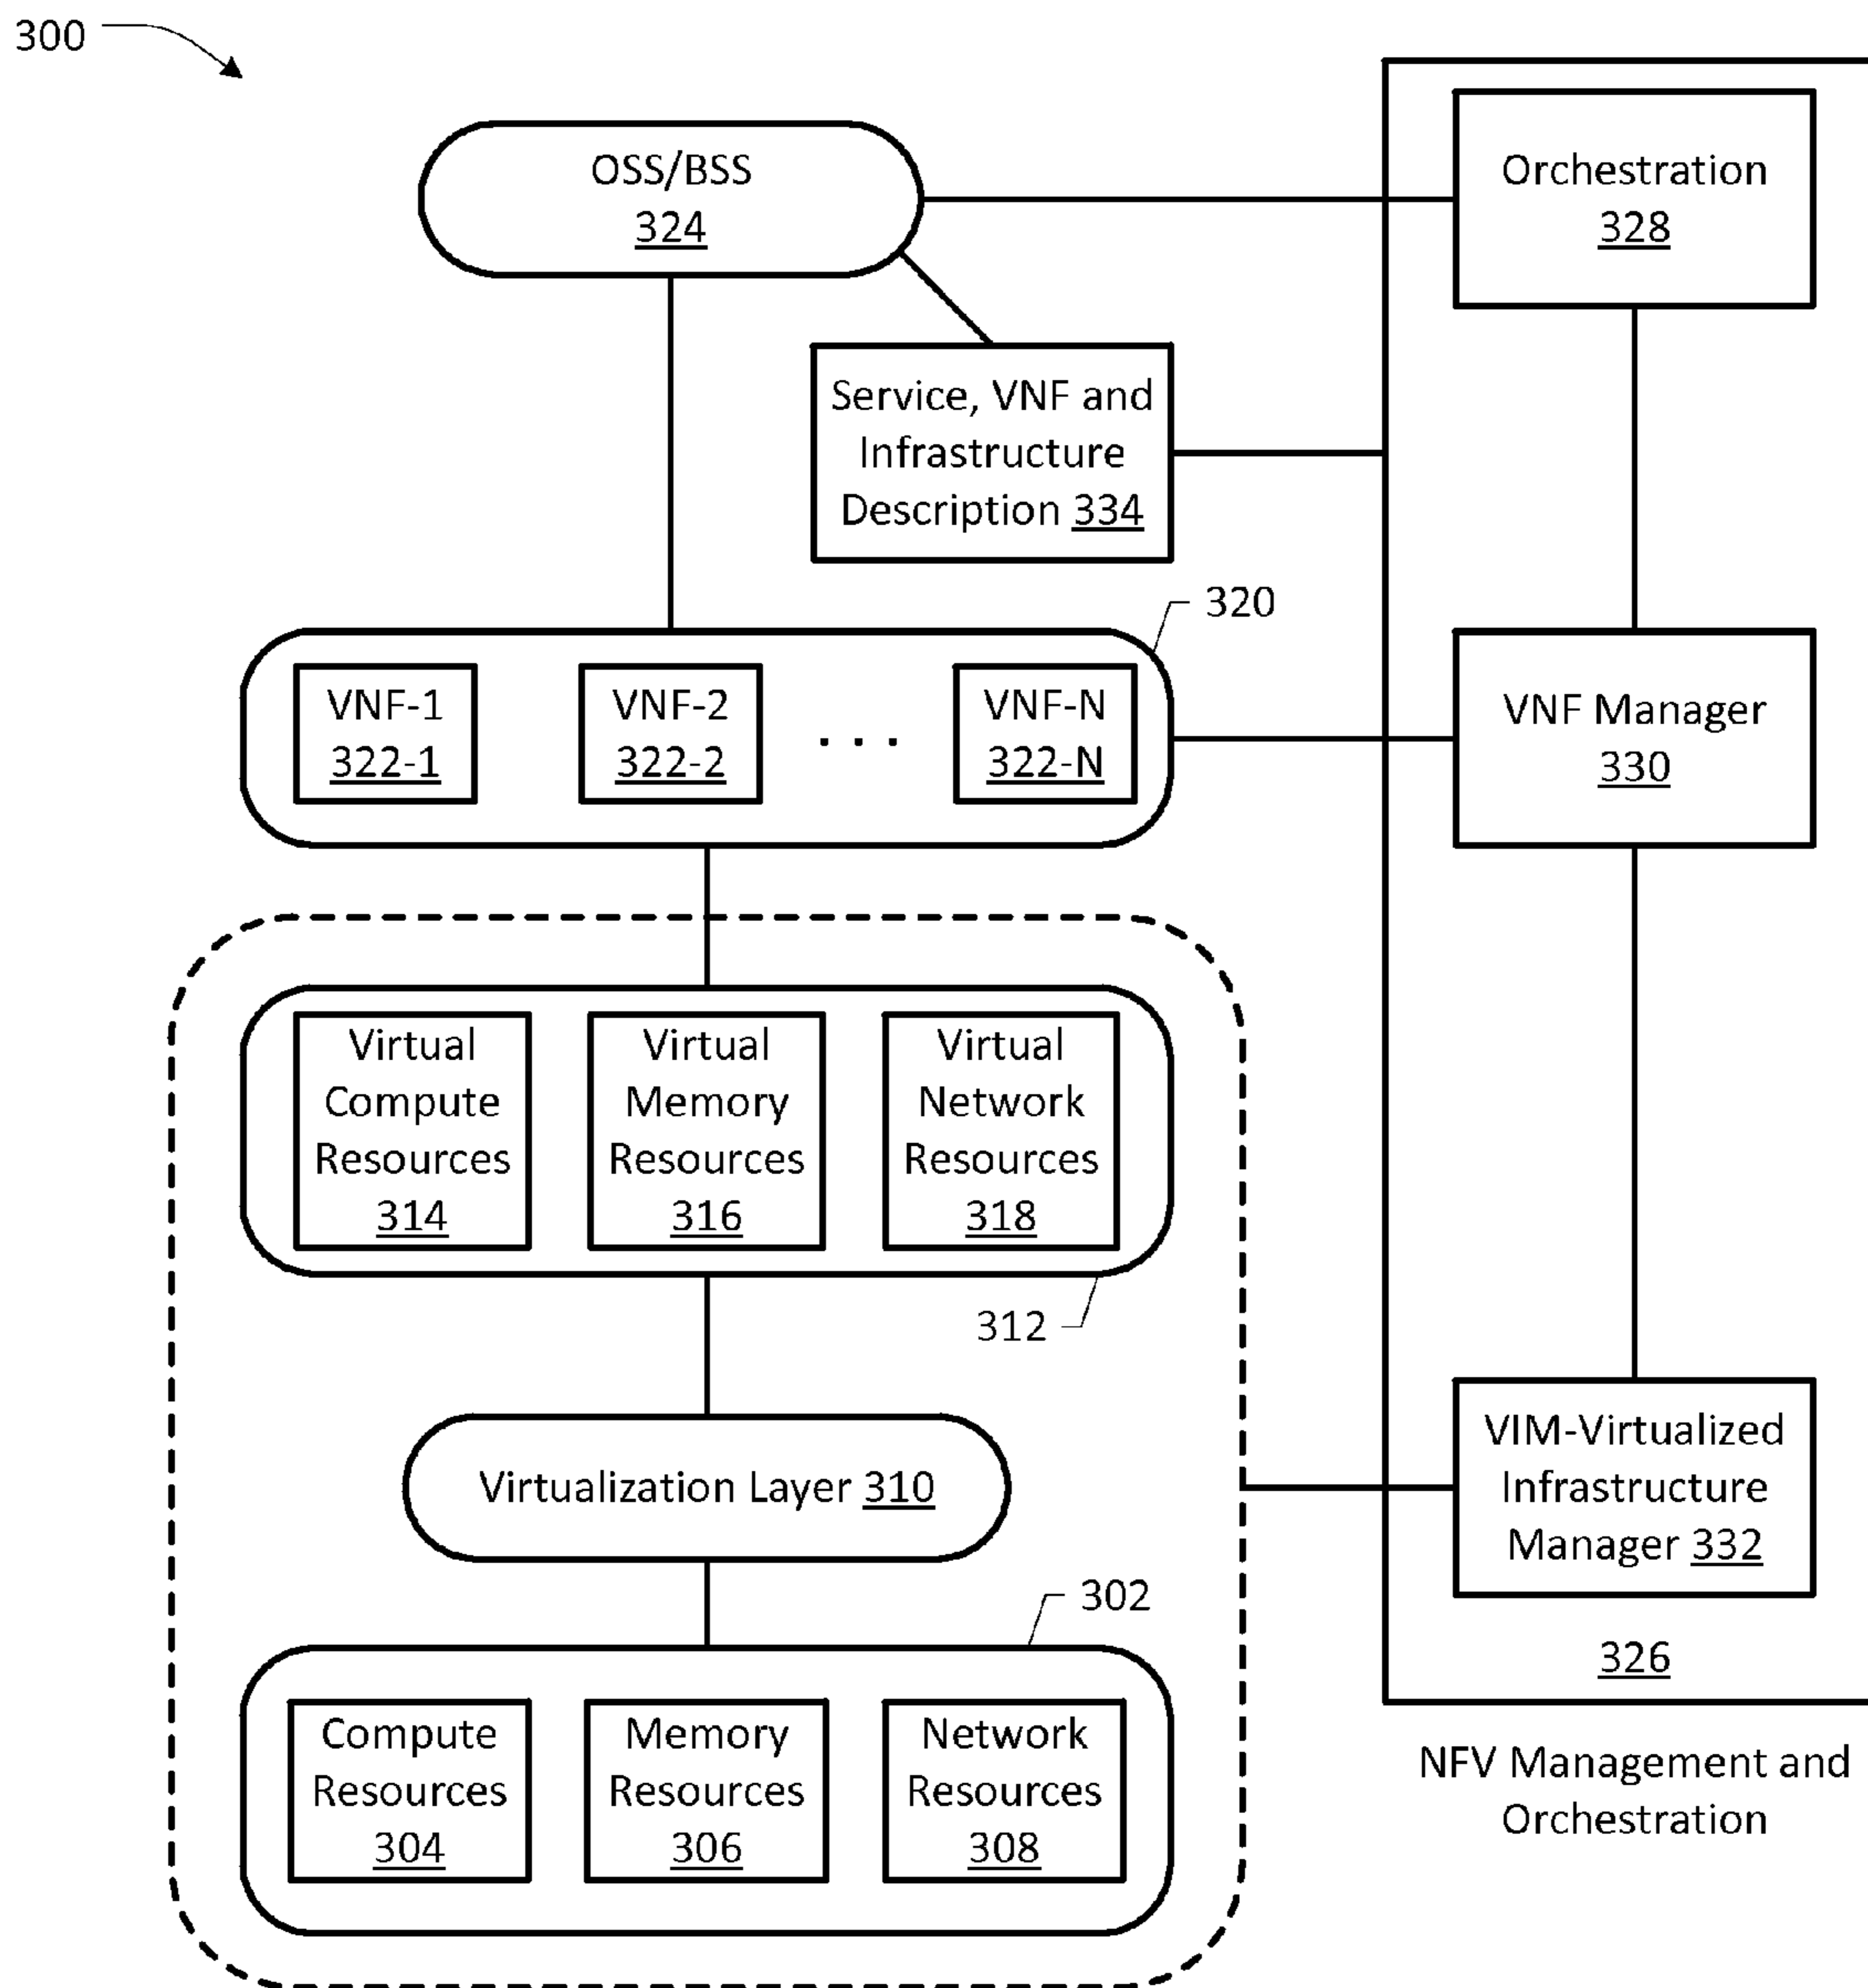 300
OSS/BSS
324
Orchestration
328
Service, VNF and
Infrastructure
Description 334
320
VNF-1
322-1
VNF-2
322-2
. . .
VNF-N
322-N
VNF Manager
330
Virtual
Compute
Resources
314
Virtual
Memory
Resources
316
Virtual
Network
Resources
318
312
Virtualization Layer 310
VIM-Virtualized
Infrastructure
Manager 332
302
Compute
Resources
304
Memory
Resources
306
Network
Resources
308
326
NFV Management and
Orchestration